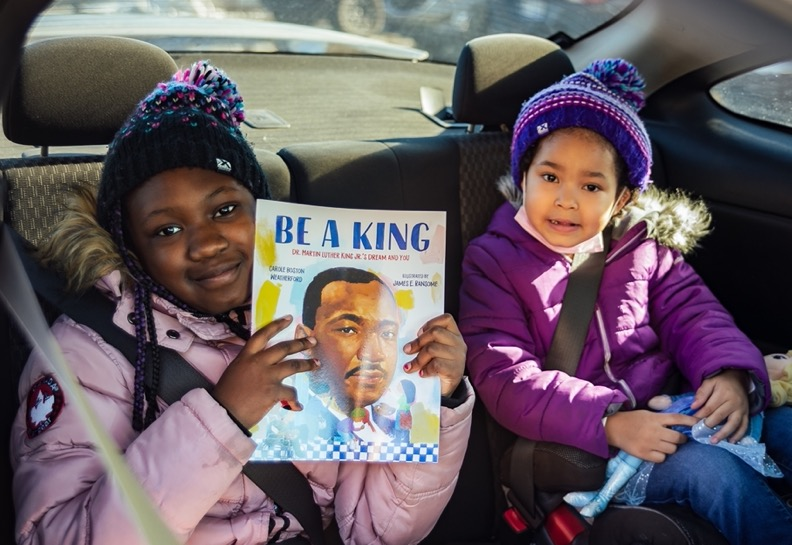 BE A KING
DR. MARTIN LUTHER KING JR.'S DREAM AND YOU
CAROLE BOSTON
WEATHERFORD
ILLUSTRATED BY
JAMES E. RANSOME